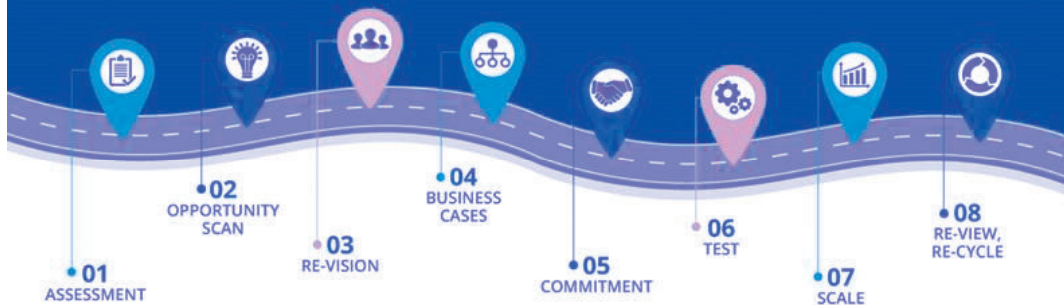 01
ASSESSMENT
02
OPPORTUNITY
SCAN
03
RE-VISION
04
BUSINESS
CASES
05
COMMITMENT
06
TEST
07
SCALE
08
RE-VIEW,
RE-CYCLE